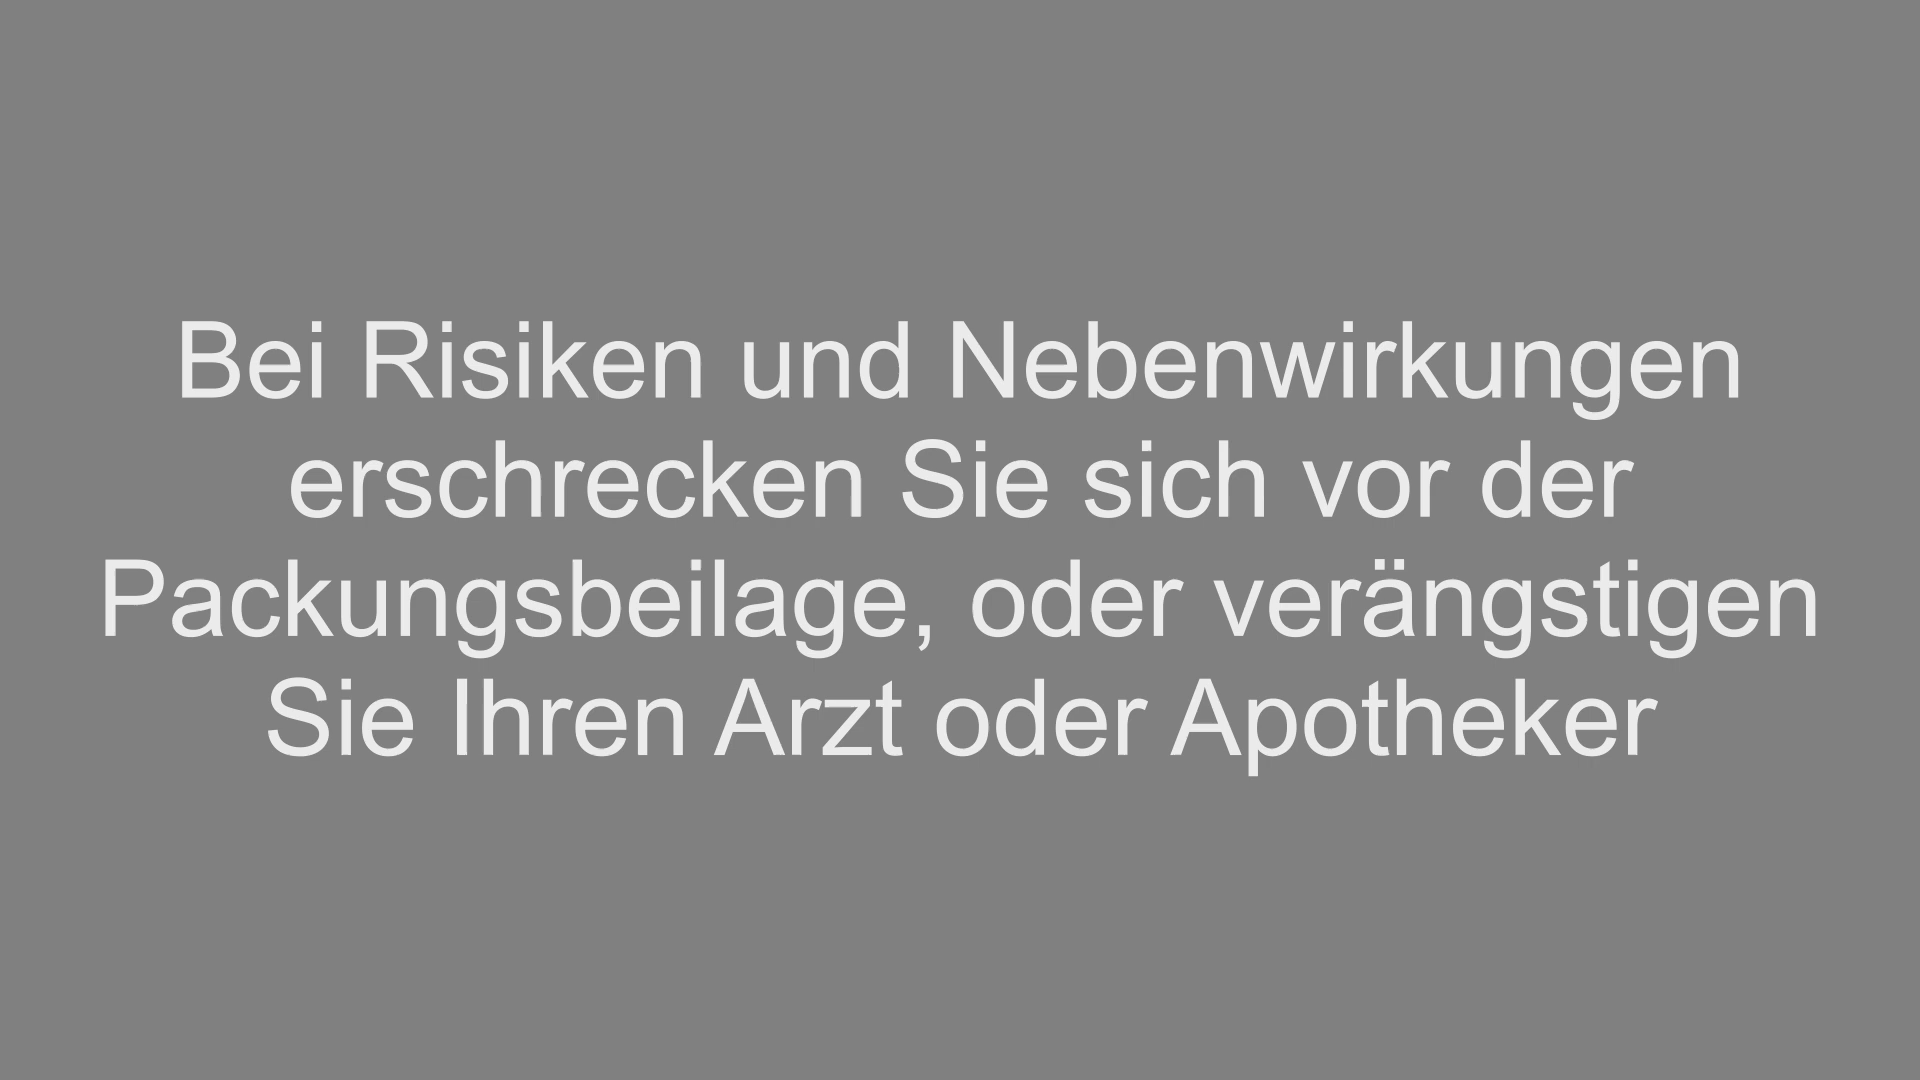 Bei Risiken und Nebenwirkungen
erschrecken Sie sich vor der
Packungsbeilage, oder verängstigen
Sie Ihren Arzt oder Apotheker